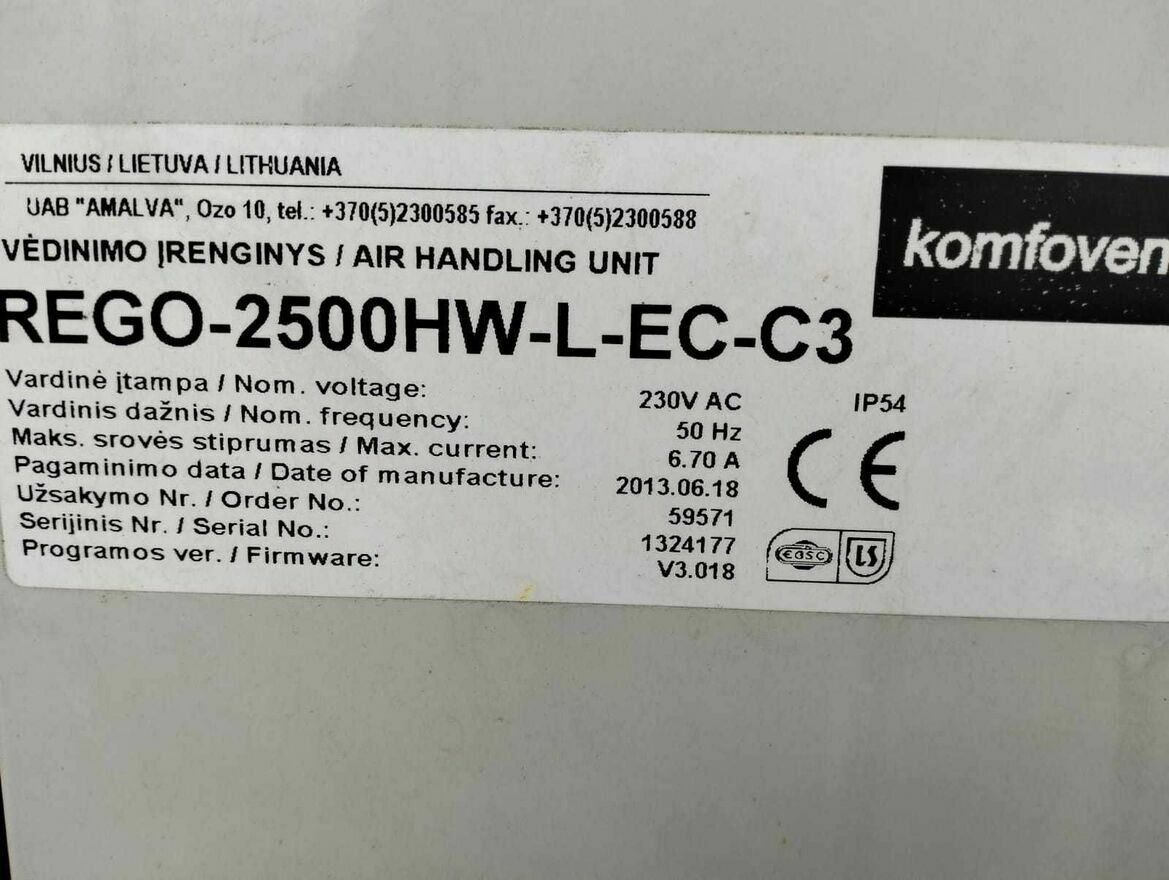 VILNIUS / LIETUVA / LITHUANIA
UAB "AMALVA", Ozo 10, tel.: +370(5)2300585 fax.: +370(5)2300588
komfoven
VĖDINIMO ĮRENGINYS / AIR HANDLING UNIT
REGO-2500HW-L-EC-C3
Vardinė įtampa / Nom. voltage: 230V AC IP54
Vardinis dažnis / Nom. frequency: 50 Hz
Maks. srovės stiprumas / Max. current: 6.70 A
Pagaminimo data / Date of manufacture: 2013.06.18
Užsakymo Nr. / Order No.: 59571
Serijinis Nr. / Serial No.: 1324177
Programos ver. / Firmware: V3.018
CE
EASC LS